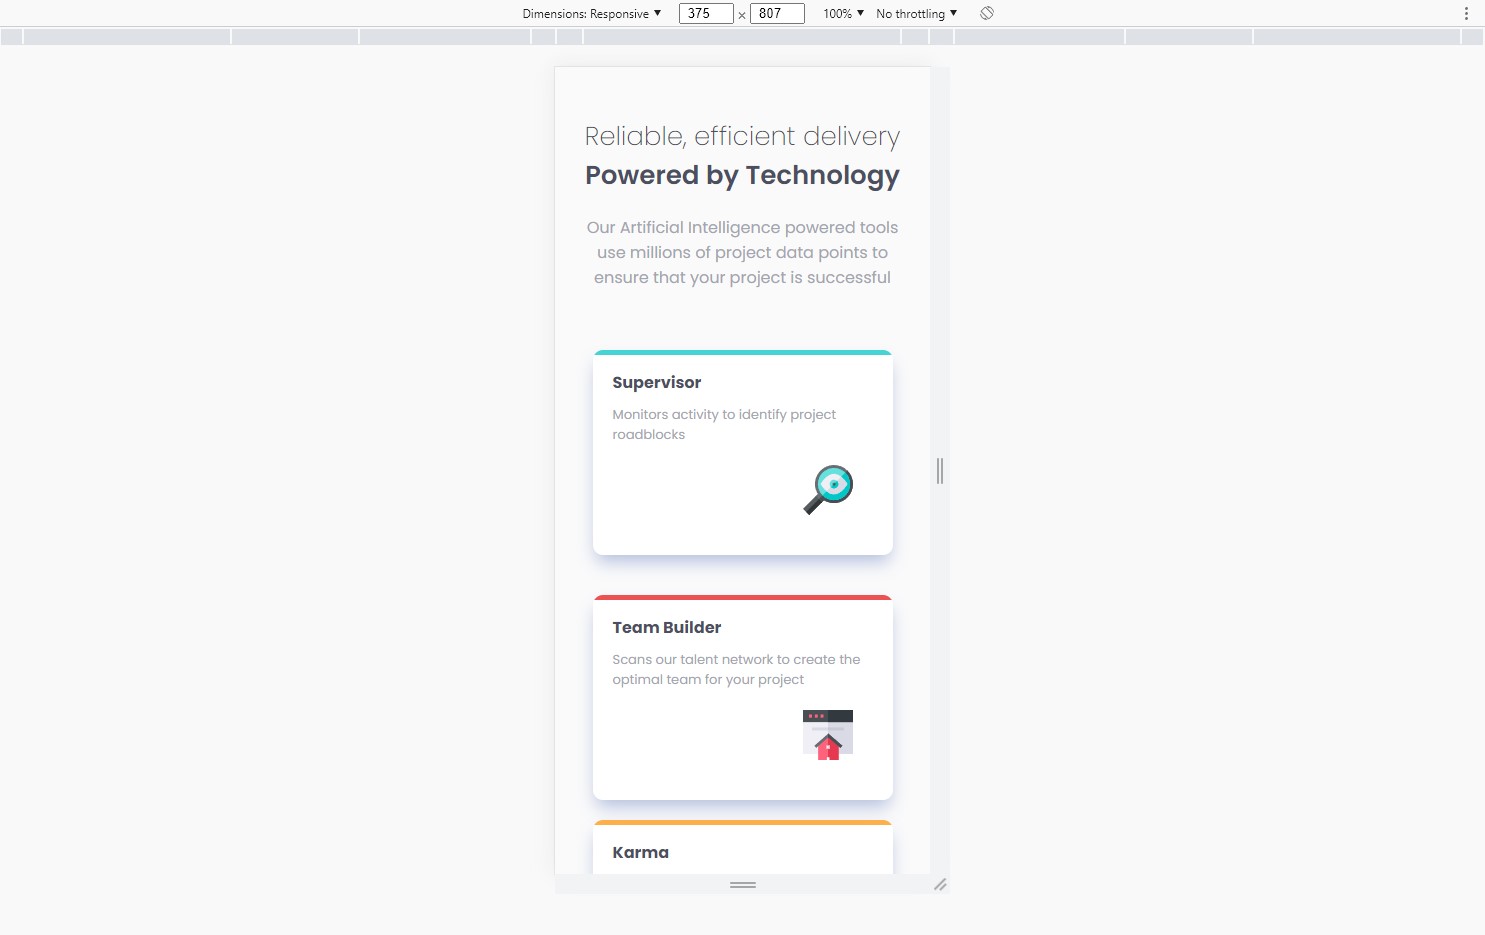 Dimensions: Responsive ▼ 375 × 807 100% ▼ No throttling ▼
Reliable, efficient delivery
Powered by Technology
Our Artificial Intelligence powered tools
use millions of project data points to
ensure that your project is successful
Supervisor
Monitors activity to identify project
roadblocks
Team Builder
Scans our talent network to create the
optimal team for your project
Karma